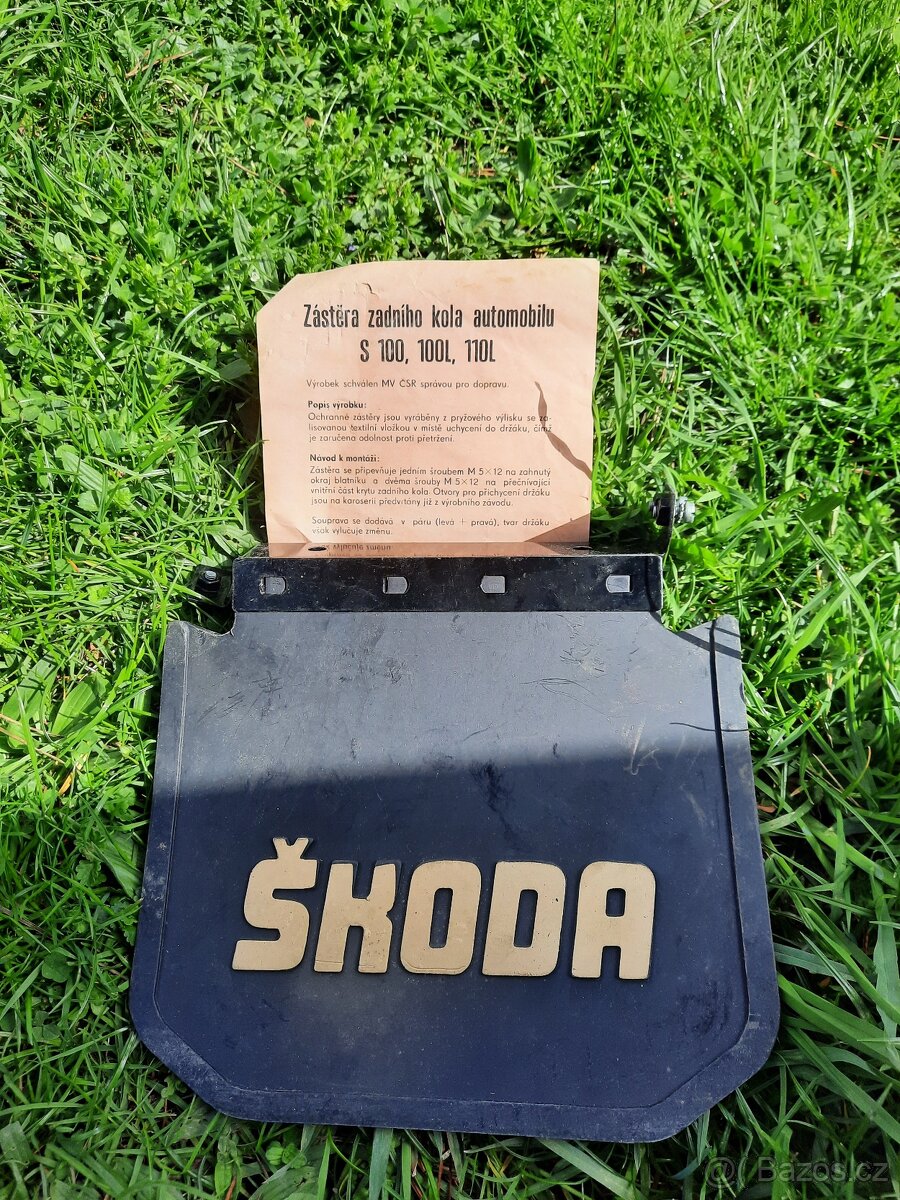 Zástěra zadního kola automobilu
S 100, 100L, 110L
Výrobek schválen MV ČSR správou pro dopravu.
Popis výrobku:
Ochranné zástěry jsou vyráběny z pryžového výlisku se za-
lisovanou textilní vložkou v místě uchycení do držáku, čímž
je zaručena odolnost proti přetržení.
Návod k montáži:
Zástěra se připevňuje jedním šroubem M 5×12 na zahnutý
okraj blatníku a dvěma šrouby M 5×12 na přečnívající
vnitřní část krytu zadního kola. Otvory pro přichycení držáku
jsou na karoserii předvrtány již z výrobního závodu.
Souprava se dodává v páru (levá + pravá), tvar držáku
však vylučuje změnu.
ŠKODA
Bazoš.cz